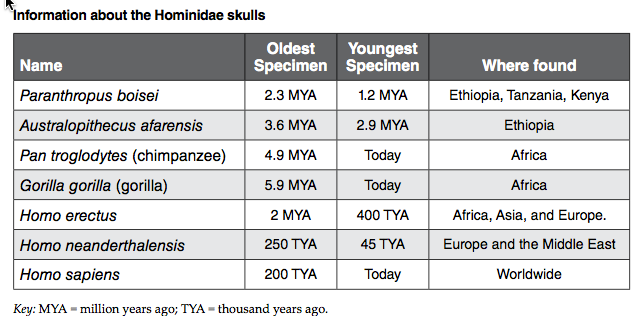 Information about the Hominidae skulls
Name Oldest Specimen Youngest Specimen Where found
Paranthropus boisei 2.3 MYA 1.2 MYA Ethiopia, Tanzania, Kenya
Australopithecus afarensis 3.6 MYA 2.9 MYA Ethiopia
Pan troglodytes (chimpanzee) 4.9 MYA Today Africa
Gorilla gorilla (gorilla) 5.9 MYA Today Africa
Homo erectus 2 MYA 400 TYA Africa, Asia, and Europe.
Homo neanderthalensis 250 TYA 45 TYA Europe and the Middle East
Homo sapiens 200 TYA Today Worldwide
Key: MYA = million years ago; TYA = thousand years ago.